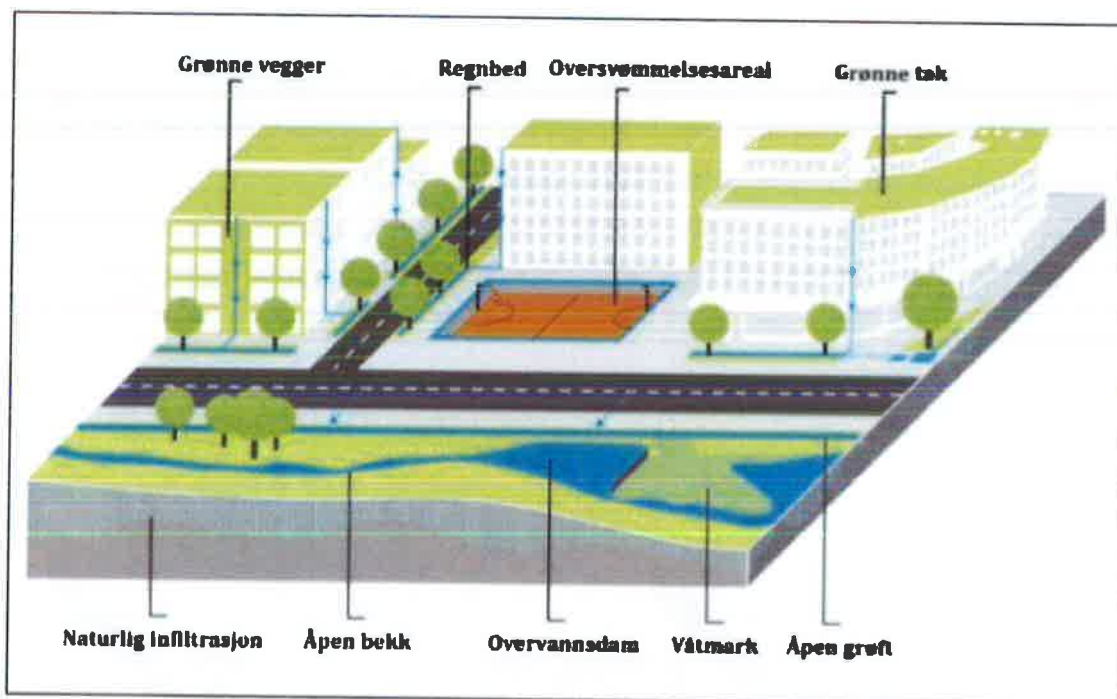 Grønne vegger
Regnbed
Oversvømmelsesareal
Grønne tak
Naturlig infiltrasjon
Åpen bekk
Overvannsdam
Våtmark
Åpen grøft